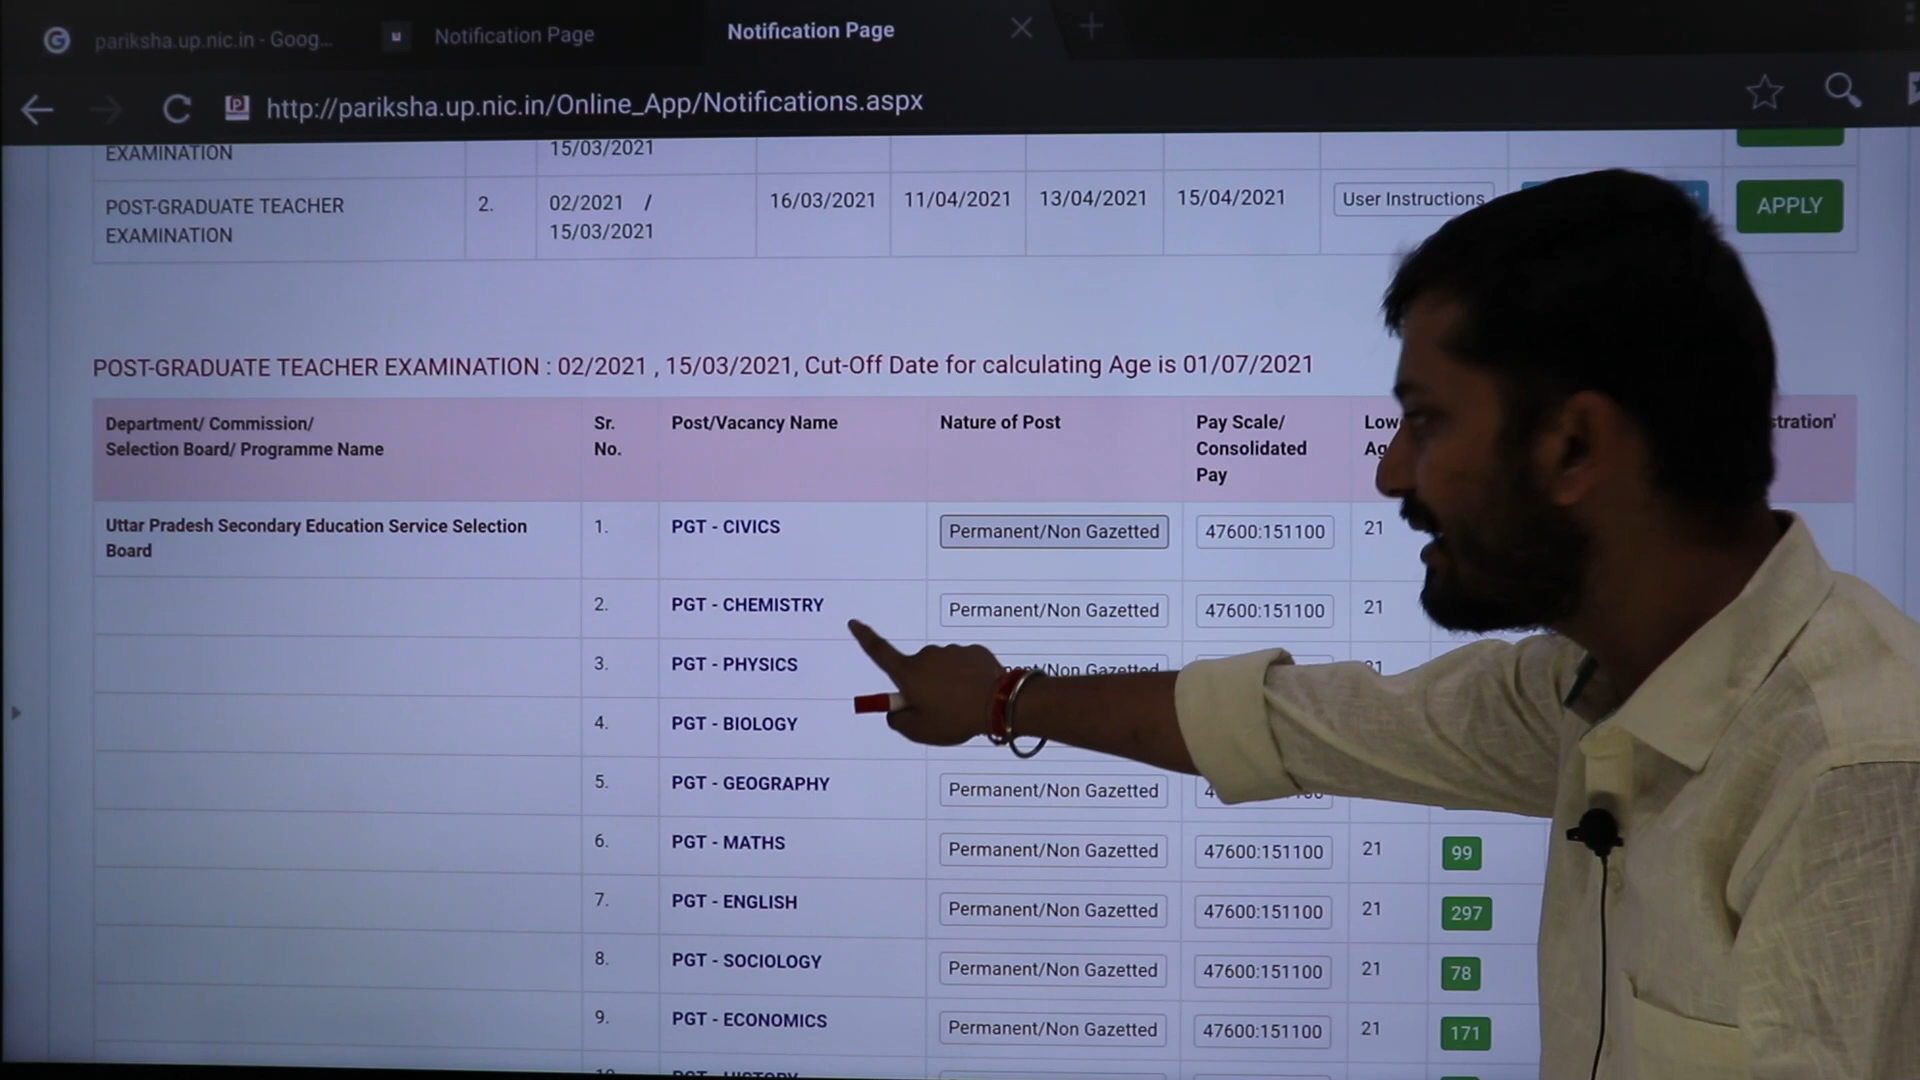 pariksha.up.nic.in - Goog...
Notification Page
Notification Page
http://pariksha.up.nic.in/Online_App/Notifications.aspx
EXAMINATION 15/03/2021
POST-GRADUATE TEACHER EXAMINATION 2. 02/2021 / 15/03/2021 16/03/2021 11/04/2021 13/04/2021 15/04/2021 User Instructions APPLY
POST-GRADUATE TEACHER EXAMINATION : 02/2021 , 15/03/2021, Cut-Off Date for calculating Age is 01/07/2021
Department/ Commission/
Selection Board/ Programme Name
Sr.
No.
Post/Vacancy Name
Nature of Post
Pay Scale/
Consolidated
Pay
Uttar Pradesh Secondary Education Service Selection
Board
1. PGT - CIVICS Permanent/Non Gazetted 47600:151100 21
2. PGT - CHEMISTRY Permanent/Non Gazetted 47600:151100 21
3. PGT - PHYSICS Non Gazetted
4. PGT - BIOLOGY
5. PGT - GEOGRAPHY Permanent/Non Gazetted
6. PGT - MATHS Permanent/Non Gazetted 47600:151100 21 99
7. PGT - ENGLISH Permanent/Non Gazetted 47600:151100 21 297
8. PGT - SOCIOLOGY Permanent/Non Gazetted 47600:151100 21 78
9. PGT - ECONOMICS Permanent/Non Gazetted 47600:151100 21 171